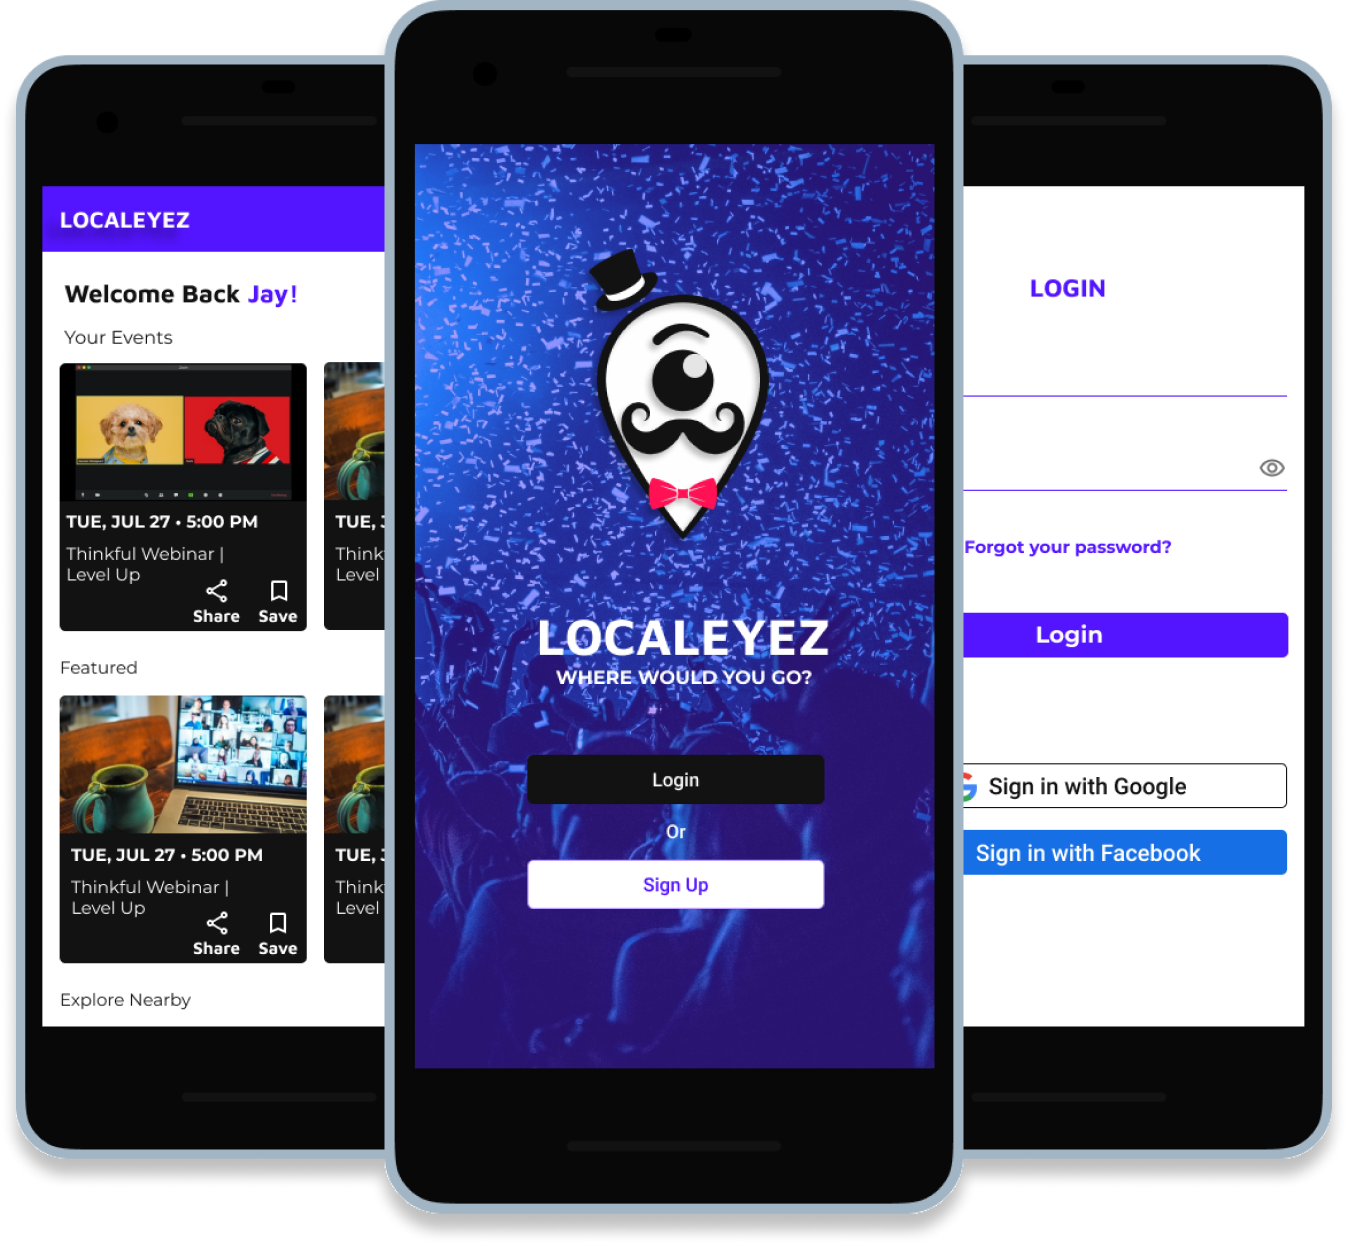 LOCALEYEZ
Welcome Back Jay!
Your Events
TUE, JUL 27 • 5:00 PM
Thinkful Webinar |
Level Up
Share
Save
TUE,
Level
Featured
TUE, JUL 27 • 5:00 PM
Thinkful Webinar |
Level Up
Share
Save
TUE,
Level
Explore Nearby
LOCALEYEZ
WHERE WOULD YOU GO?
Login
Or
Sign Up
LOGIN
Forgot your password?
Login
Sign in with Google
Sign in with Facebook